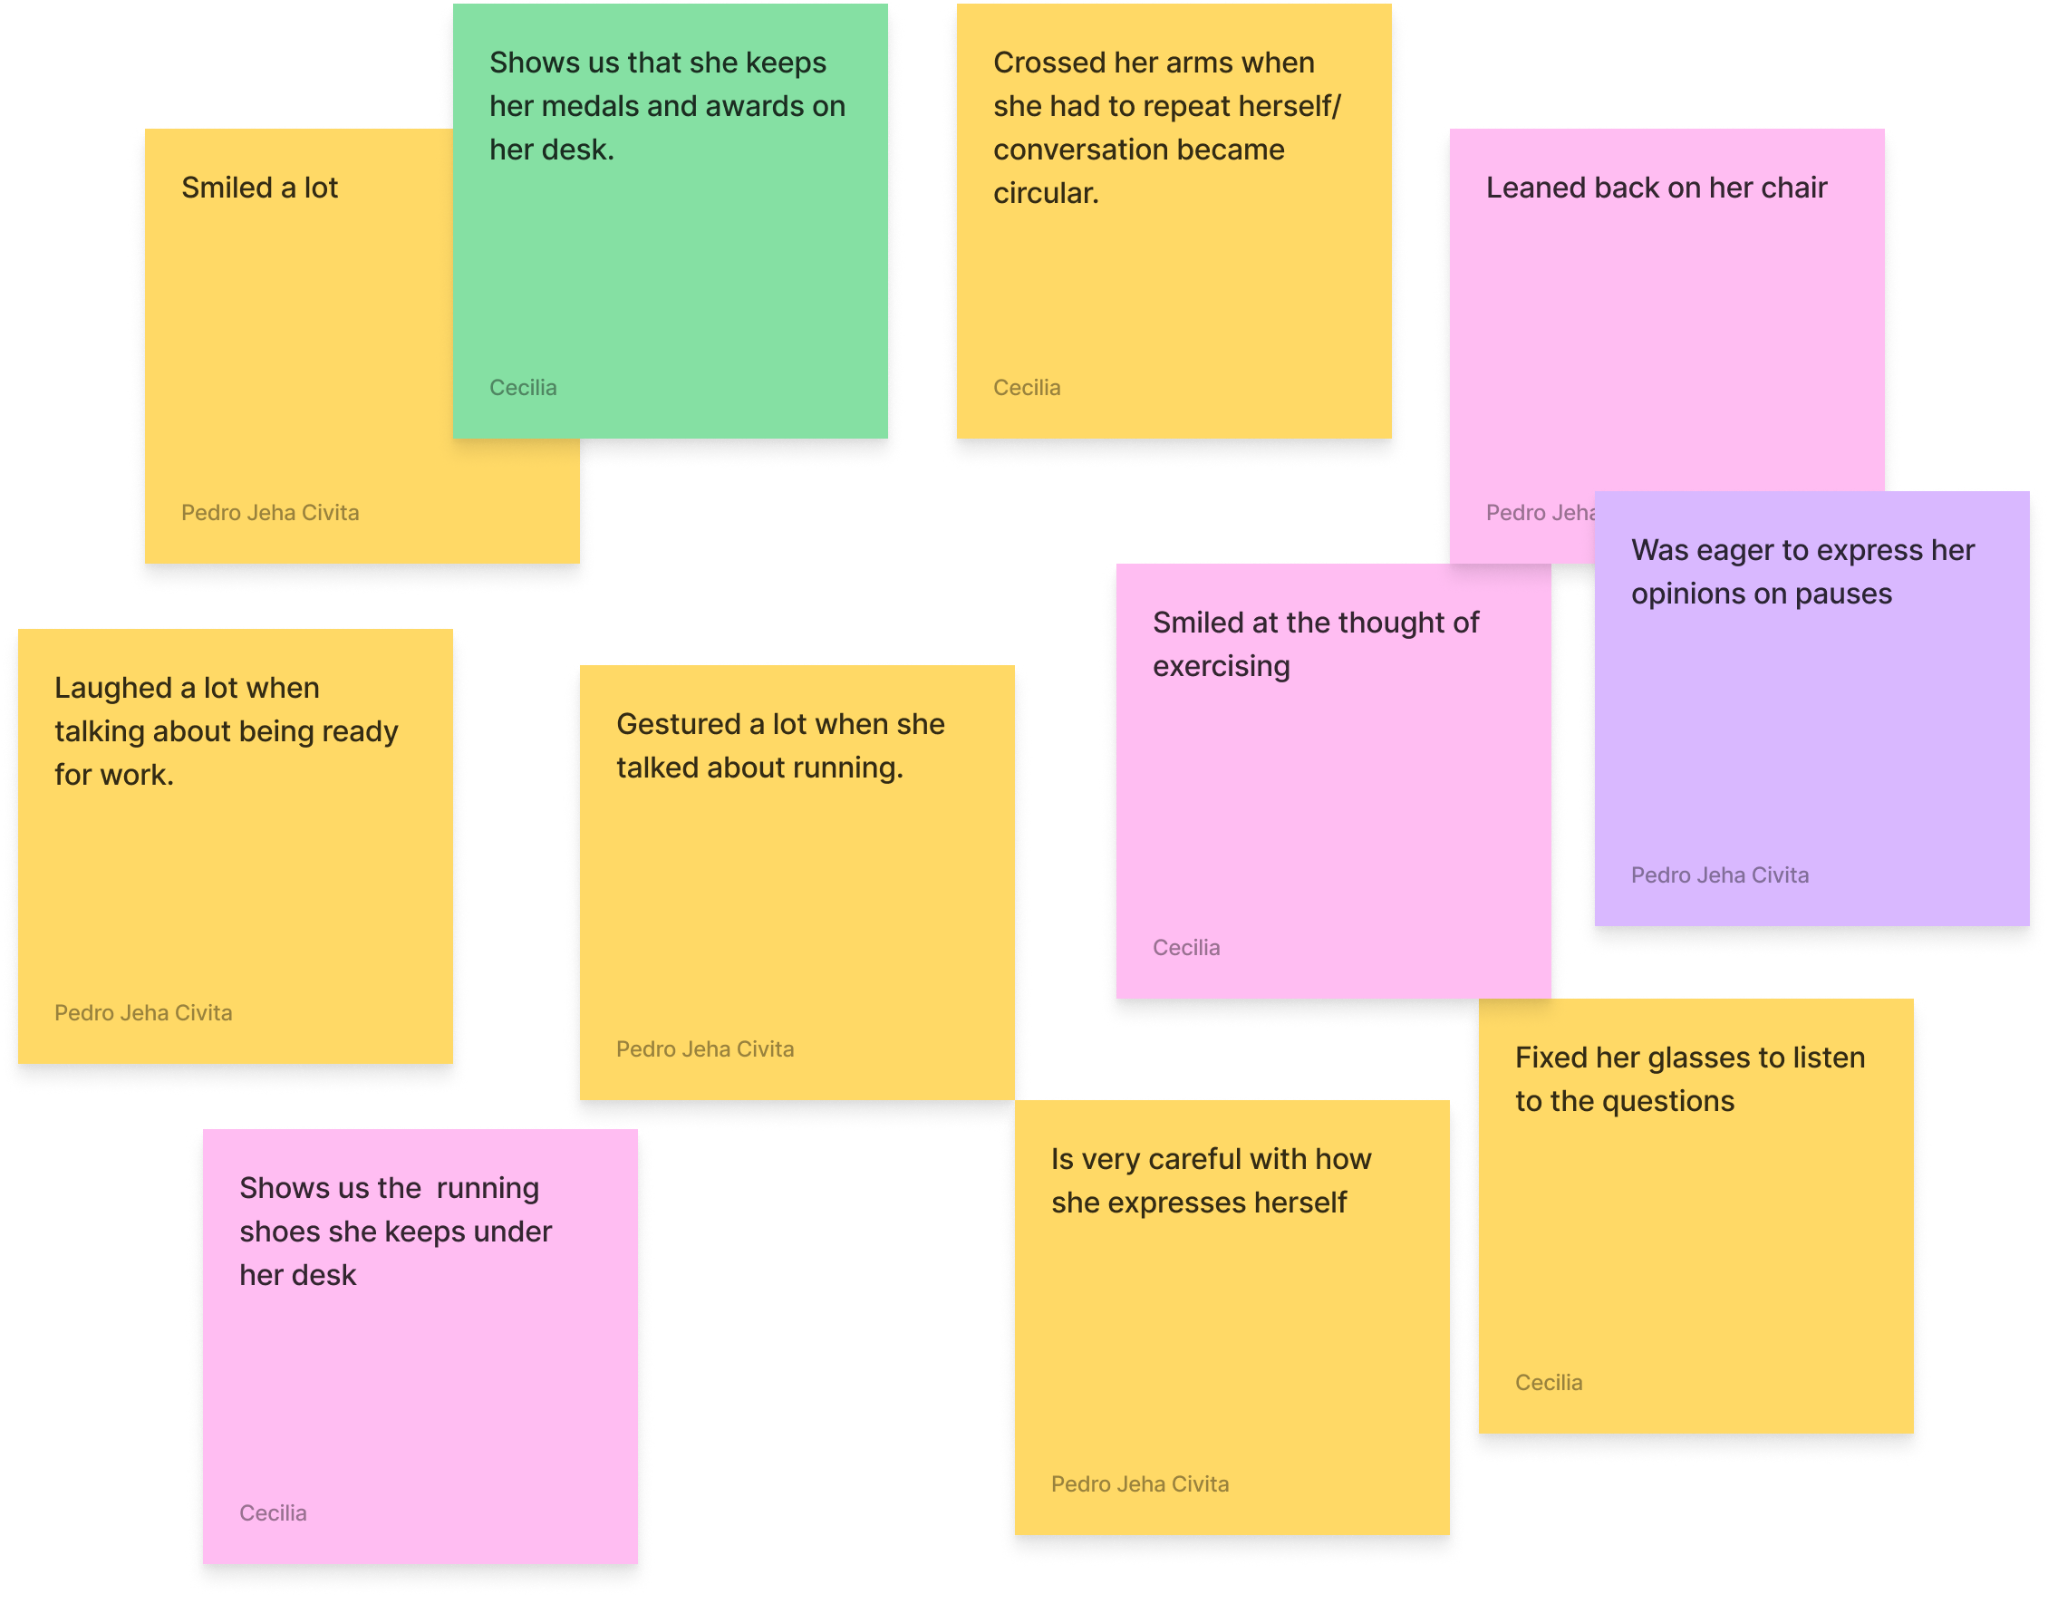 Smiled a lot
Pedro Jeha Civita
Shows us that she keeps
her medals and awards on
her desk.
Cecilia
Crossed her arms when
she had to repeat herself/
conversation became
circular.
Cecilia
Leaned back on her chair
Pedro Jeha
Was eager to express her
opinions on pauses
Pedro Jeha Civita
Smiled at the thought of
exercising
Cecilia
Laughed a lot when
talking about being ready
for work.
Pedro Jeha Civita
Gestured a lot when she
talked about running.
Pedro Jeha Civita
Fixed her glasses to listen
to the questions
Cecilia
Shows us the  running
shoes she keeps under
her desk
Cecilia
Is very careful with how
she expresses herself
Pedro Jeha Civita